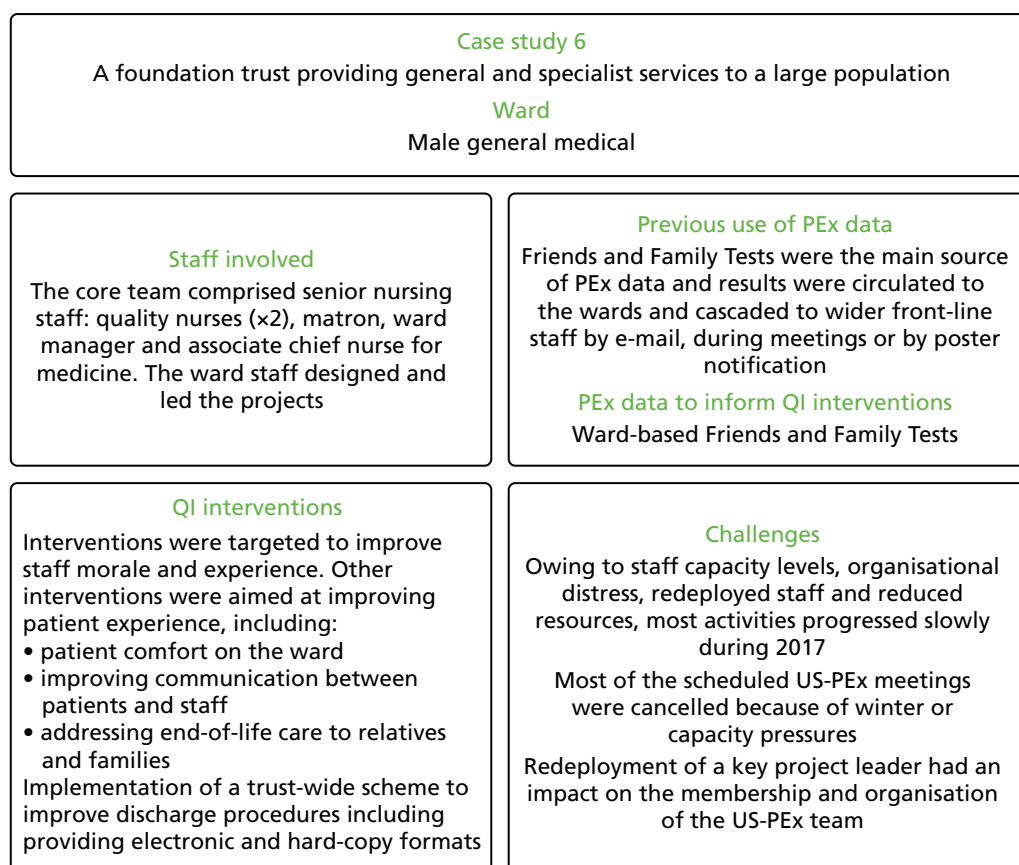 Case study 6
A foundation trust providing general and specialist services to a large population
Ward
Male general medical
Staff involved
The core team comprised senior nursing
staff: quality nurses (×2), matron, ward
manager and associate chief nurse for
medicine. The ward staff designed and
led the projects
Previous use of PEx data
Friends and Family Tests were the main source
of PEx data and results were circulated to
the wards and cascaded to wider front-line
staff by e-mail, during meetings or by poster
notification
PEx data to inform QI interventions
Ward-based Friends and Family Tests
QI interventions
Interventions were targeted to improve
staff morale and experience. Other
interventions were aimed at improving
patient experience, including:
• patient comfort on the ward
• improving communication between
patients and staff
• addressing end-of-life care to relatives
and families
Implementation of a trust-wide scheme to
improve discharge procedures including
providing electronic and hard-copy formats
Challenges
Owing to staff capacity levels, organisational
distress, redeployed staff and reduced
resources, most activities progressed slowly
during 2017
Most of the scheduled US-PEx meetings
were cancelled because of winter or
capacity pressures
Redeployment of a key project leader had an
impact on the membership and organisation
of the US-PEx team